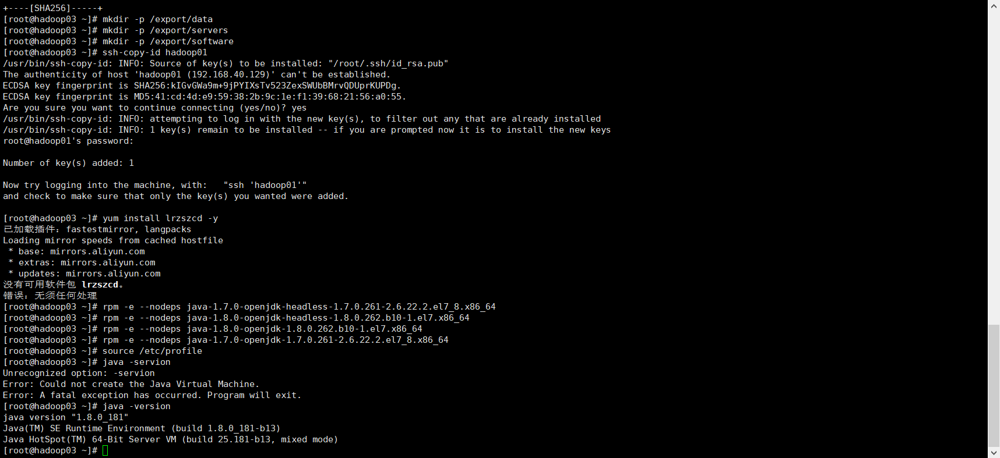 +----[SHA256]-----+
[root@hadoop03 ~]# mkdir -p /export/data
[root@hadoop03 ~]# mkdir -p /export/servers
[root@hadoop03 ~]# mkdir -p /export/software
[root@hadoop03 ~]# ssh-copy-id hadoop01
/usr/bin/ssh-copy-id: INFO: Source of key(s) to be installed: "/root/.ssh/id_rsa.pub"
The authenticity of host 'hadoop01 (192.168.40.129)' can't be established.
ECDSA key fingerprint is SHA256:kIGvGWa9m+9jPYIXsTv523ZexSWUbBMrvQDUprKUPDg.
ECDSA key fingerprint is MD5:41:cd:4d:e9:59:38:2b:9c:1e:f1:39:68:21:56:a0:55.
Are you sure you want to continue connecting (yes/no)? yes
/usr/bin/ssh-copy-id: INFO: attempting to log in with the new key(s), to filter out any that are already installed
/usr/bin/ssh-copy-id: INFO: 1 key(s) remain to be installed -- if you are prompted now it is to install the new keys
root@hadoop01's password:
Number of key(s) added: 1
Now try logging into the machine, with:   "ssh 'hadoop01'"
and check to make sure that only the key(s) you wanted were added.
[root@hadoop03 ~]# yum install lrzszcd -y
已加载插件：fastestmirror, langpacks
Loading mirror speeds from cached hostfile
 * base: mirrors.aliyun.com
 * extras: mirrors.aliyun.com
 * updates: mirrors.aliyun.com
没有可用软件包 lrzszcd。
错误：无须任何处理
[root@hadoop03 ~]# rpm -e --nodeps java-1.7.0-openjdk-headless-1.7.0.261-2.6.22.2.el7_8.x86_64
[root@hadoop03 ~]# rpm -e --nodeps java-1.8.0-openjdk-headless-1.8.0.262.b10-1.el7.x86_64
[root@hadoop03 ~]# rpm -e --nodeps java-1.8.0-openjdk-1.8.0.262.b10-1.el7.x86_64
[root@hadoop03 ~]# rpm -e --nodeps java-1.7.0-openjdk-1.7.0.261-2.6.22.2.el7_8.x86_64
[root@hadoop03 ~]# source /etc/profile
[root@hadoop03 ~]# java -servion
Unrecognized option: -servion
Error: Could not create the Java Virtual Machine.
Error: A fatal exception has occurred. Program will exit.
[root@hadoop03 ~]# java -version
java version "1.8.0_181"
Java(TM) SE Runtime Environment (build 1.8.0_181-b13)
Java HotSpot(TM) 64-Bit Server VM (build 25.181-b13, mixed mode)
[root@hadoop03 ~]#